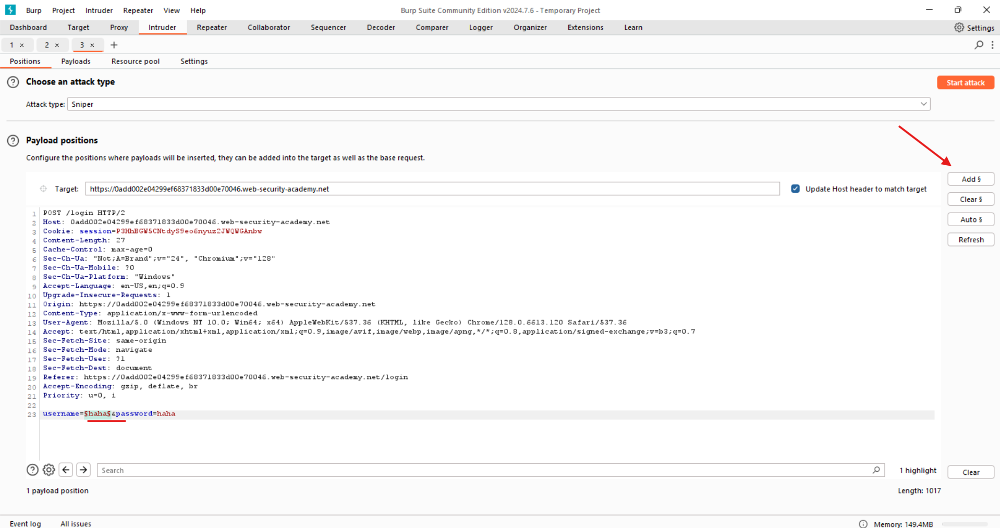 Burp Project Intruder Repeater View Help
Burp Suite Community Edition v2024.7.6 - Temporary Project
Dashboard Target Proxy Intruder Repeater Collaborator Sequencer Decoder Comparer Logger Organizer Extensions Learn
Settings
1 × 2 × 3 × +
Positions Payloads Resource pool Settings
? Choose an attack type
Start attack
Attack type: Sniper
? Payload positions
Configure the positions where payloads will be inserted, they can be added into the target as well as the base request.
Target: https://0add002e04299ef68371833d00e70046.web-security-academy.net
Update Host header to match target
Add §
Clear §
Auto §
Refresh
1 POST /login HTTP/2
2 Host: 0add002e04299ef68371833d00e70046.web-security-academy.net
3 Cookie: session=P3HhBGW5CNtdyS9eo6nyuz2JWQWGAnbw
4 Content-Length: 27
5 Cache-Control: max-age=0
6 Sec-Ch-Ua: "Not;A=Brand";v="24", "Chromium";v="128"
7 Sec-Ch-Ua-Mobile: ?0
8 Sec-Ch-Ua-Platform: "Windows"
9 Accept-Language: en-US,en;q=0.9
10 Upgrade-Insecure-Requests: 1
11 Origin: https://0add002e04299ef68371833d00e70046.web-security-academy.net
12 Content-Type: application/x-www-form-urlencoded
13 User-Agent: Mozilla/5.0 (Windows NT 10.0; Win64; x64) AppleWebKit/537.36 (KHTML, like Gecko) Chrome/128.0.6613.120 Safari/537.36
14 Accept: text/html,application/xhtml+xml,application/xml;q=0.9,image/avif,image/webp,image/apng,*/*;q=0.8,application/signed-exchange;v=b3;q=0.7
15 Sec-Fetch-Site: same-origin
16 Sec-Fetch-Mode: navigate
17 Sec-Fetch-User: ?1
18 Sec-Fetch-Dest: document
19 Referer: https://0add002e04299ef68371833d00e70046.web-security-academy.net/login
20 Accept-Encoding: gzip, deflate, br
21 Priority: u=0, i
22
23 username=§haha§&password=haha
? Search
1 highlight
Clear
1 payload position
Length: 1017
Event log All issues
Memory: 149.4MB